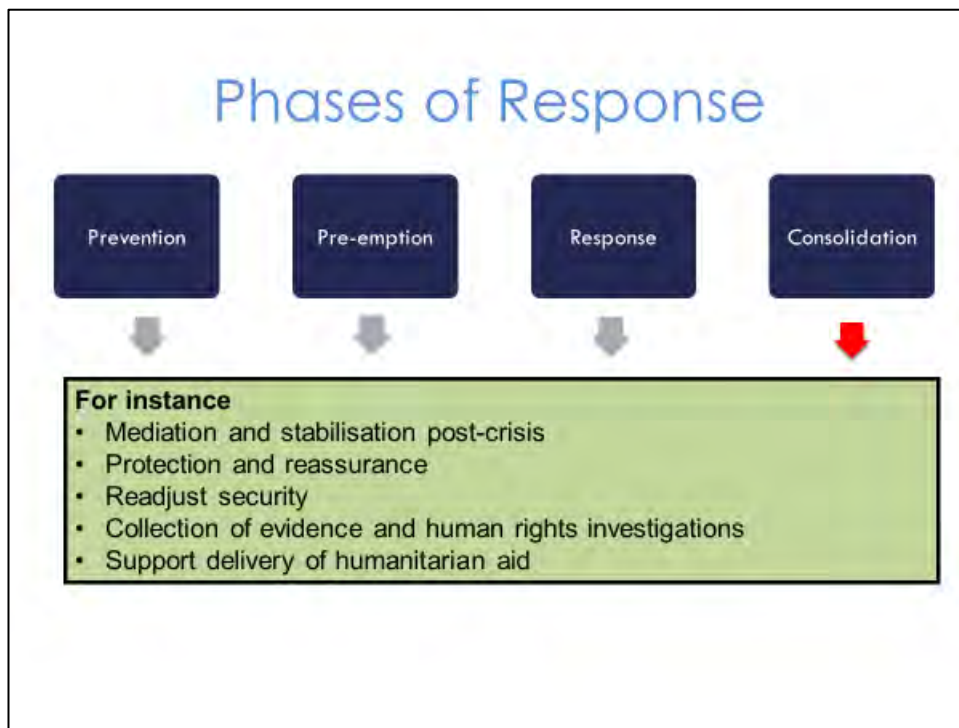 Phases of Response
Prevention
Pre-emption
Response
Consolidation
For instance
• Mediation and stabilisation post-crisis
• Protection and reassurance
• Readjust security
• Collection of evidence and human rights investigations
• Support delivery of humanitarian aid